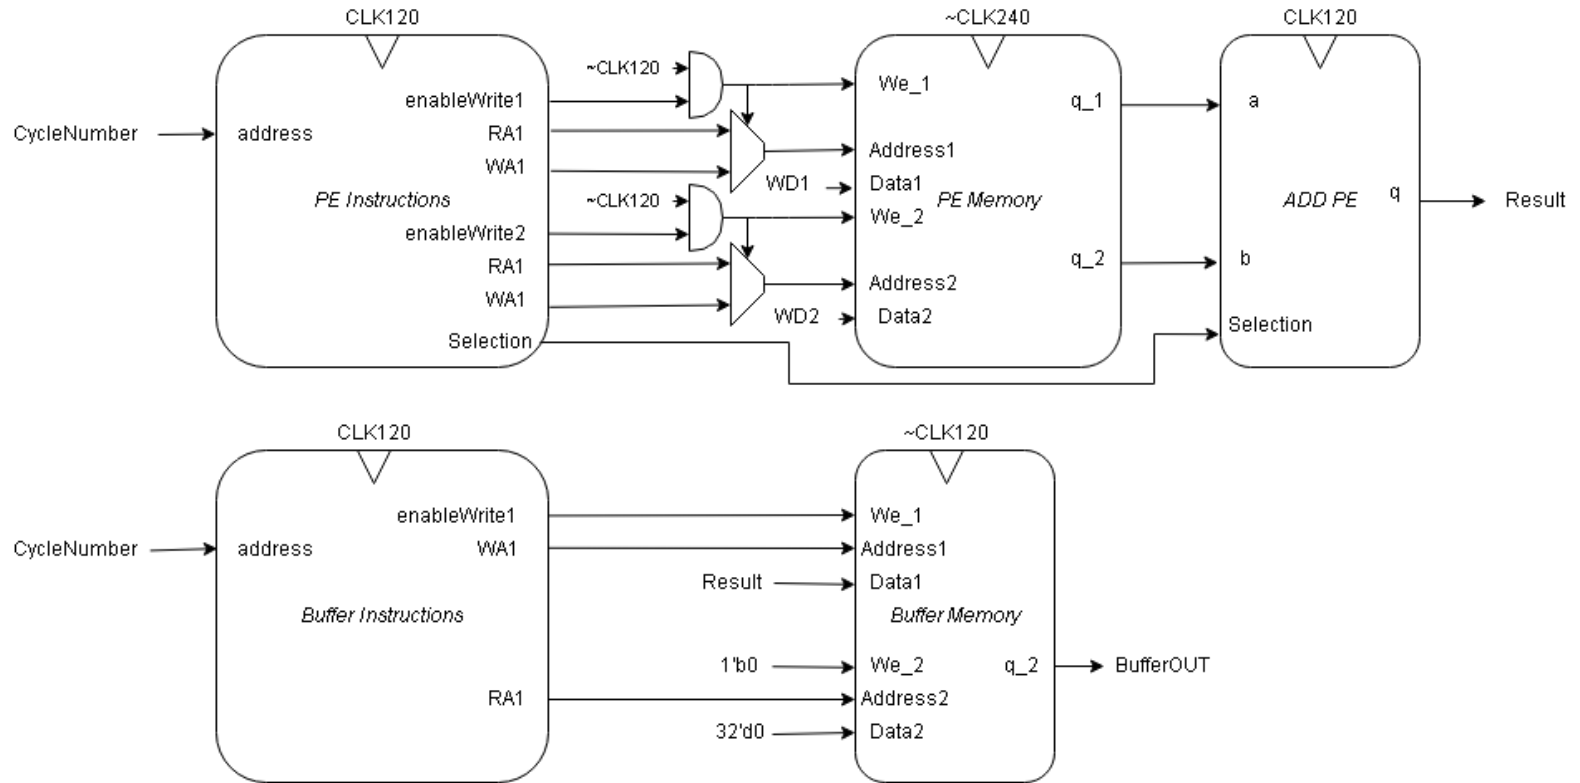 CLK120
~CLK240
CLK120
~CLK120
We_1
enableWrite1
q_1
a
CycleNumber
address
RA1
Address1
WA1
WD1
Data1
PE Instructions
~CLK120
PE Memory
ADD PE
q
Result
We_2
enableWrite2
RA1
q_2
b
Address2
WA1
WD2
Data2
Selection
Selection
CLK120
~CLK120
enableWrite1
We_1
CycleNumber
address
WA1
Address1
Result
Data1
Buffer Instructions
Buffer Memory
1'b0
We_2
q_2
BufferOUT
RA1
Address2
32'd0
Data2